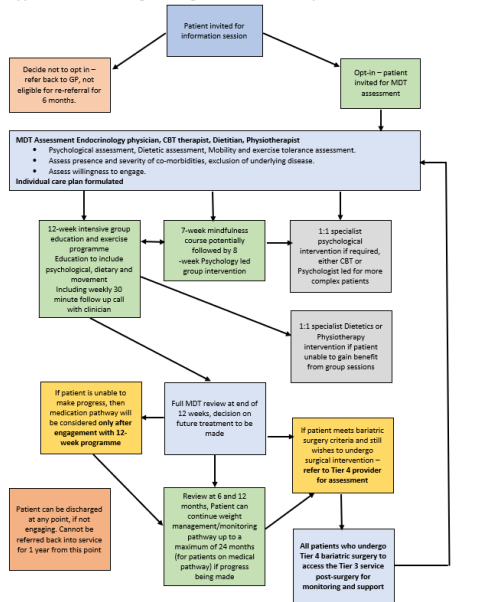 Patient invited for
information session
Decide not to opt in –
refer back to GP, not
eligible for re-referral for
6 months.
Opt-in – patient
invited for MDT
assessment
MDT Assessment Endocrinology physician, CBT therapist, Dietitian, Physiotherapist
• Psychological assessment, Dietetic assessment, Mobility and exercise tolerance assessment.
• Assess presence and severity of co-morbidities, exclusion of underlying disease.
• Assess willingness to engage.
Individual care plan formulated
12-week intensive group
education and exercise
programme
Education to include
psychological, dietary and
movement
Including weekly 30
minute follow up call
with clinician
7-week mindfulness
course potentially
followed by 8
-week Psychology led
group intervention
1:1 specialist
psychological
intervention if required,
either CBT or
Psychologist led for more
complex patients
1:1 specialist Dietetics or
Physiotherapy
intervention if patient
unable to gain benefit
from group sessions
If patient is unable to
make progress, then
medication pathway will
be considered only after
engagement with 12-
week programme
Full MDT review at end of
12 weeks, decision on
future treatment to be
made
If patient meets bariatric
surgery criteria and still
wishes to undergo
surgical intervention –
refer to Tier 4 provider
for assessment
Patient can be discharged
at any point, if not
engaging. Cannot be
referred back into service
for 1 year from this point
Review at 6 and 12
months, Patient can
continue weight
management/monitoring
pathway up to a
maximum of 24 months
(for patients on medical
pathway) if progress
being made
All patients who undergo
Tier 4 bariatric surgery to
access the Tier 3 service
post-surgery for
monitoring and support